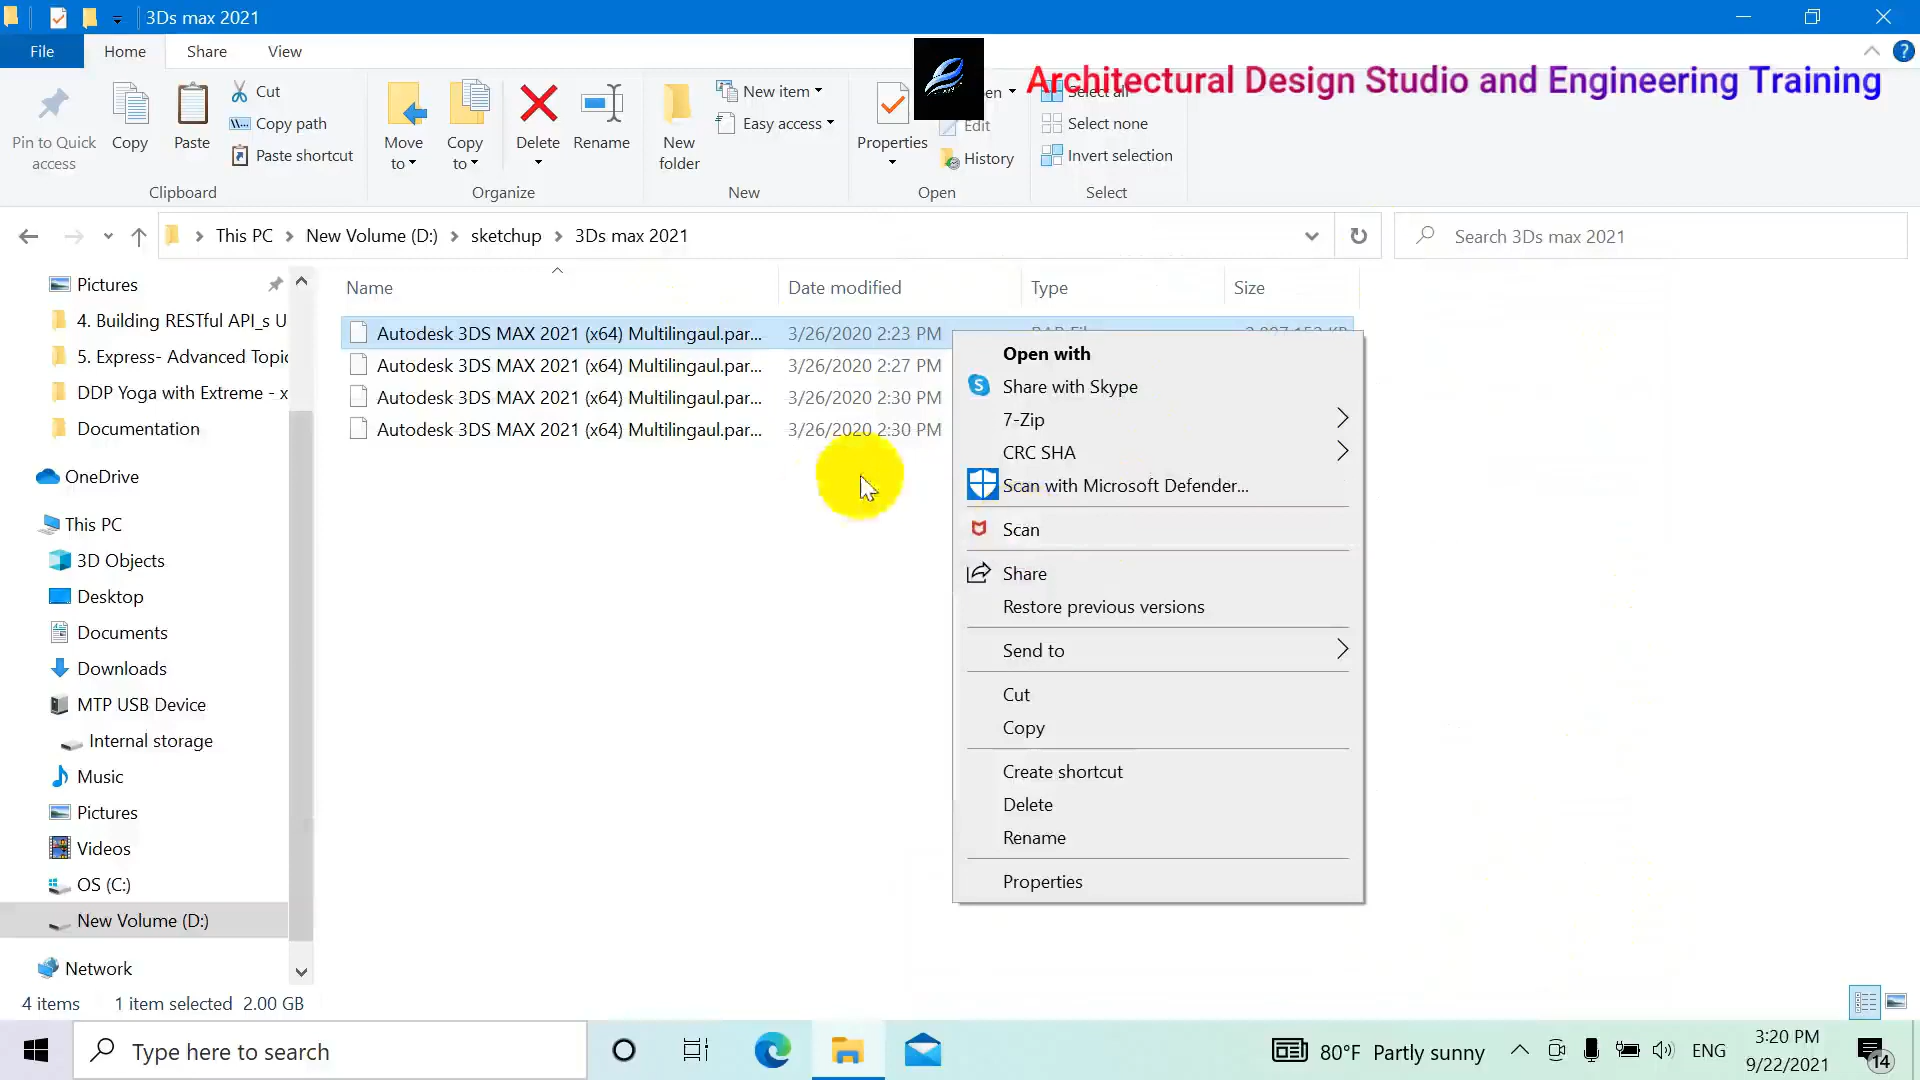 3Ds max 2021
File Home Share View
Architectural Design Studio and Engineering Training
Pin to Quick access
Copy
Paste
Cut
Copy path
Paste shortcut
Clipboard
Move to
Copy to
Delete
Rename
Organize
New folder
New item
Easy access
New
Properties
Edit
History
Open
Select all
Select none
Invert selection
Select
This PC New Volume (D:) sketchup 3Ds max 2021
Search 3Ds max 2021
Pictures
4. Building RESTful API_s U
5. Express- Advanced Topic
DDP Yoga with Extreme - x
Documentation
OneDrive
This PC
3D Objects
Desktop
Documents
Downloads
MTP USB Device
Internal storage
Music
Pictures
Videos
OS (C:)
New Volume (D:)
Network
Name Date modified Type Size
Autodesk 3DS MAX 2021 (x64) Multilingaul.par... 3/26/2020 2:23 PM
Autodesk 3DS MAX 2021 (x64) Multilingaul.par... 3/26/2020 2:27 PM
Autodesk 3DS MAX 2021 (x64) Multilingaul.par... 3/26/2020 2:30 PM
Autodesk 3DS MAX 2021 (x64) Multilingaul.par... 3/26/2020 2:30 PM
Open with
Share with Skype
7-Zip
CRC SHA
Scan with Microsoft Defender...
Scan
Share
Restore previous versions
Send to
Cut
Copy
Create shortcut
Delete
Rename
Properties
4 items 1 item selected 2.00 GB
Type here to search
80°F Partly sunny
ENG
3:20 PM
9/22/2021
14